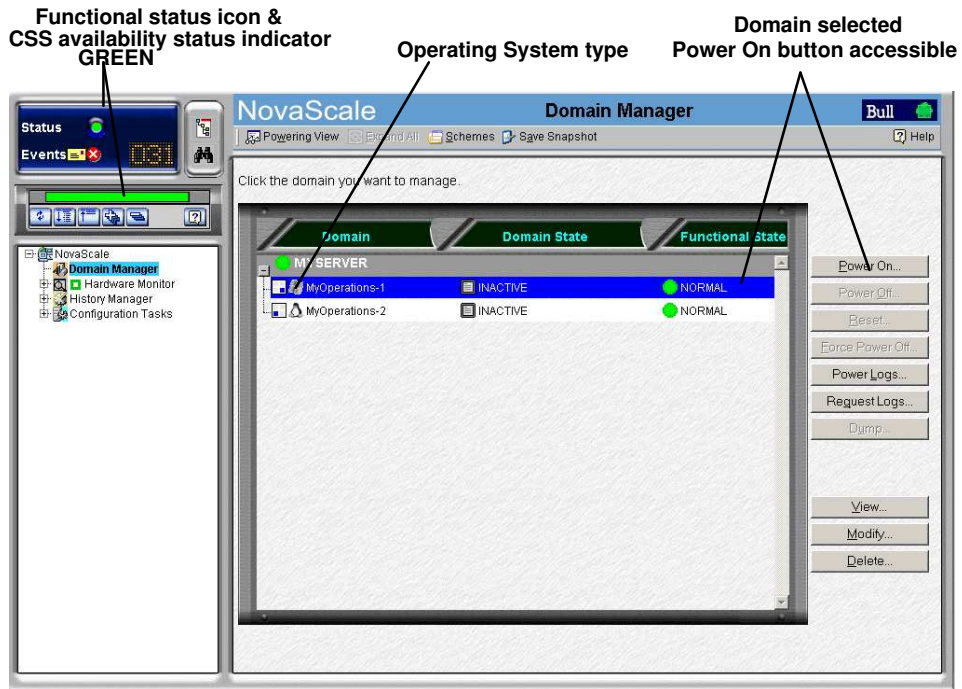 Functional status icon &
CSS availability status indicator
GREEN
Operating System type
Domain selected
Power On button accessible
Status
Events
031
NovaScale
Domain Manager
Bull
Powering View
Expand All
Schemes
Save Snapshot
Help
Click the domain you want to manage.
NovaScale
Domain Manager
Hardware Monitor
History Manager
Configuration Tasks
Domain
Domain State
Functional State
MYSERVER
MyOperations-1
INACTIVE
NORMAL
MyOperations-2
INACTIVE
NORMAL
Power On...
Power Off...
Reset...
Force Power Off...
Power Logs...
Request Logs...
Dump...
View...
Modify...
Delete...